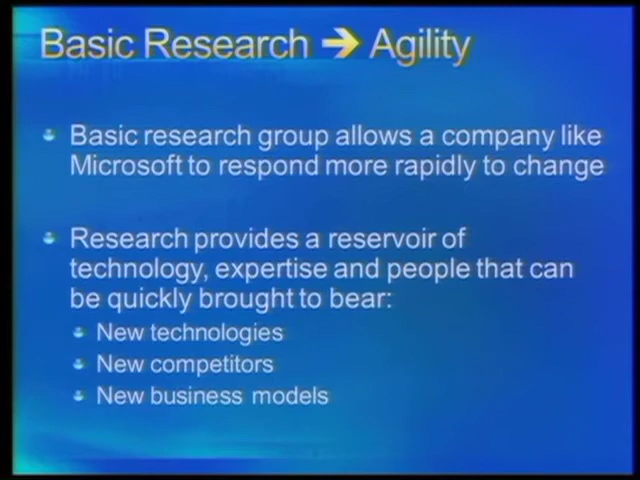 Basic Research ➔ Agility
Basic research group allows a company like
Microsoft to respond more rapidly to change
Research provides a reservoir of
technology, expertise and people that can
be quickly brought to bear:
New technologies
New competitors
New business models